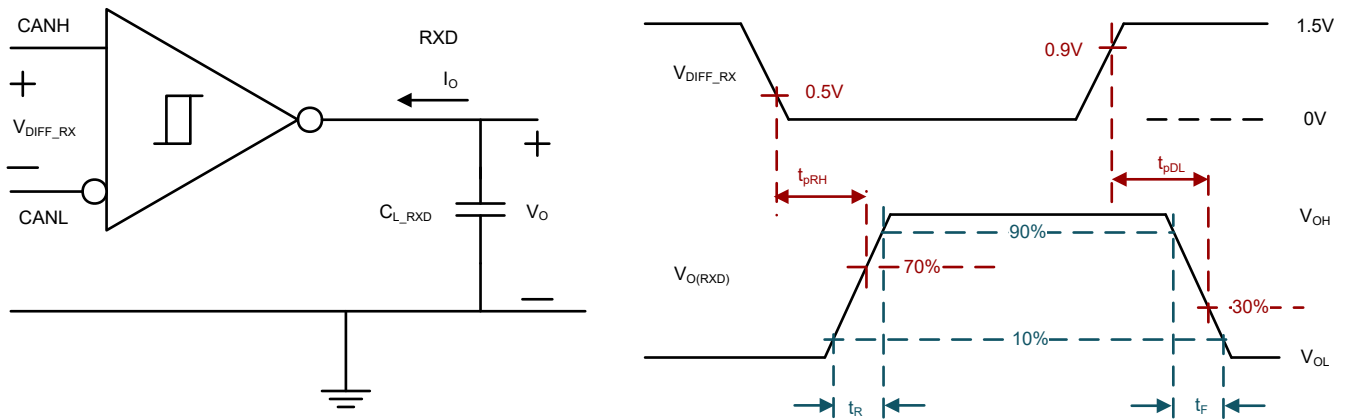 CANH
RXD
I_O
+
V_DIFF_RX
−
CANL
C_L_RXD
+
V_O
−
1.5V
0.9V
V_DIFF_RX
0.5V
0V
t_pRH
t_pDL
V_OH
90%
V_O(RXD)
70%
30%
10%
V_OL
t_R
t_F